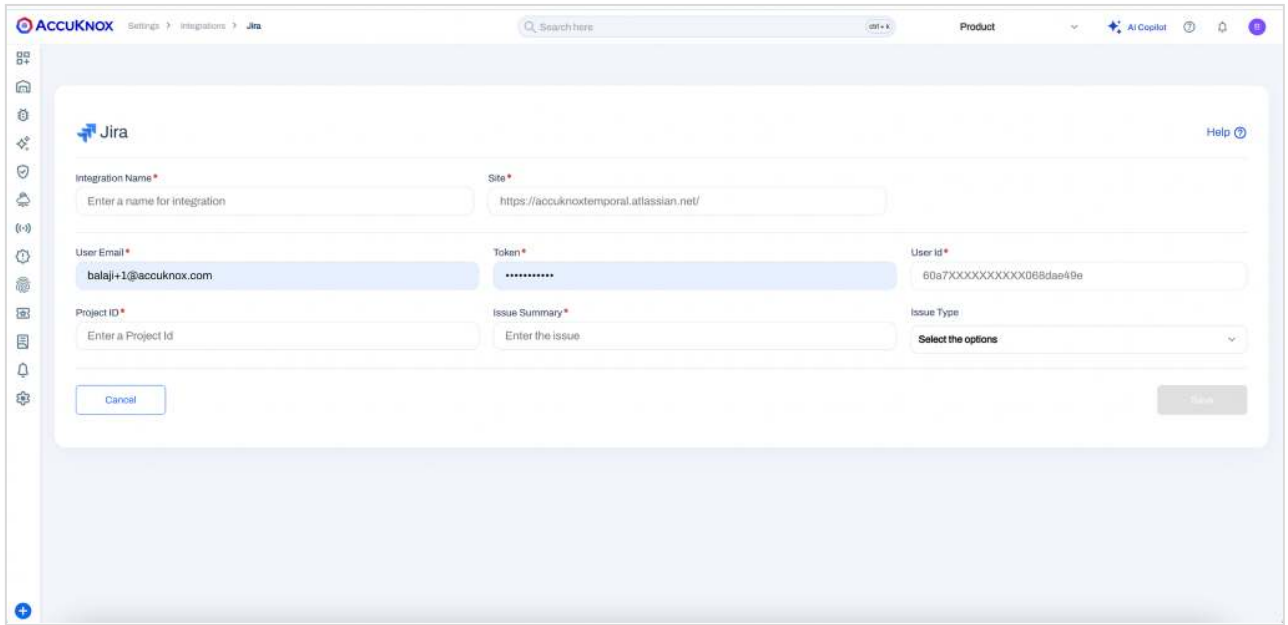 ACCUKNOX Settings > Integrations > Jira Search here ctrl + k Product AI Copilot
Jira
Help
Integration Name*
Site*
Enter a name for integration
https://accuknoxtemporal.atlassian.net/
User Email*
Token*
User Id*
balaji+1@accuknox.com
•••••••••••
60a7XXXXXXXXXX068dae49e
Project ID*
Issue Summary*
Issue Type
Enter a Project Id
Enter the issue
Select the options
Cancel
Save